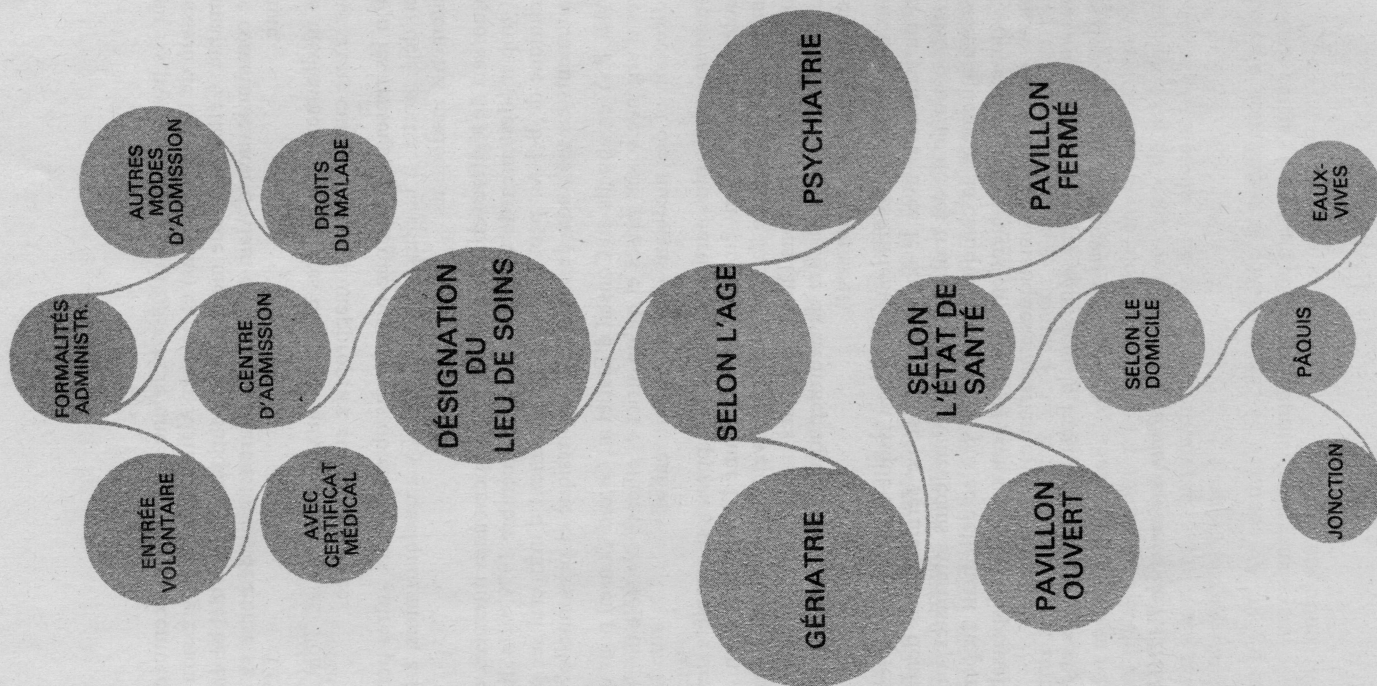 FORMALITÉS
ADMINISTR.
ENTRÉE
VOLONTAIRE
AUTRES
MODES
D'ADMISSION
CENTRE
D'ADMISSION
AVEC
CERTIFICAT
MÉDICAL
DROITS
DU MALADE
DÉSIGNATION
DU
LIEU DE SOINS
SELON L'AGE
GÉRIATRIE
PSYCHIATRIE
SELON
L'ÉTAT DE
SANTÉ
PAVILLON
OUVERT
PAVILLON
FERMÉ
SELON LE
DOMICILE
JONCTION
PÂQUIS
EAUX-
VIVES